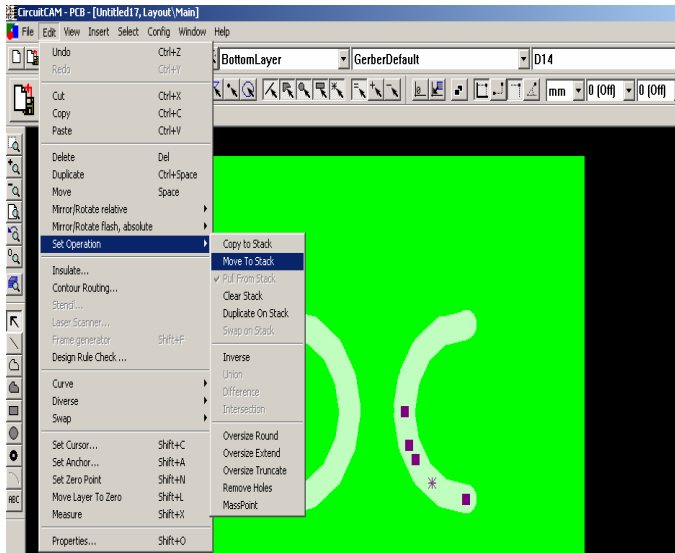 CircuitCAM - PCB - [Untitled17, Layout\Main]
File Edit View Insert Select Config Window Help
BottomLayer GerberDefault D14
mm 0 (Off) 0 (Off)
Undo Ctrl+Z
Redo Ctrl+Y
Cut Ctrl+X
Copy Ctrl+C
Paste Ctrl+V
Delete Del
Duplicate Ctrl+Space
Move Space
Mirror/Rotate relative
Mirror/Rotate flash, absolute
Set Operation
Insulate...
Contour Routing...
Stencil...
Laser Scanner...
Frame generator Shift+F
Design Rule Check ...
Curve
Diverse
Swap
Set Cursor... Shift+C
Set Anchor... Shift+A
Set Zero Point Shift+N
Move Layer To Zero Shift+L
Measure Shift+X
Properties... Shift+O
Copy to Stack
Move To Stack
Pull From Stack
Clear Stack
Duplicate On Stack
Swap on Stack
Inverse
Union
Difference
Intersection
Oversize Round
Oversize Extend
Oversize Truncate
Remove Holes
MassPoint
ABC